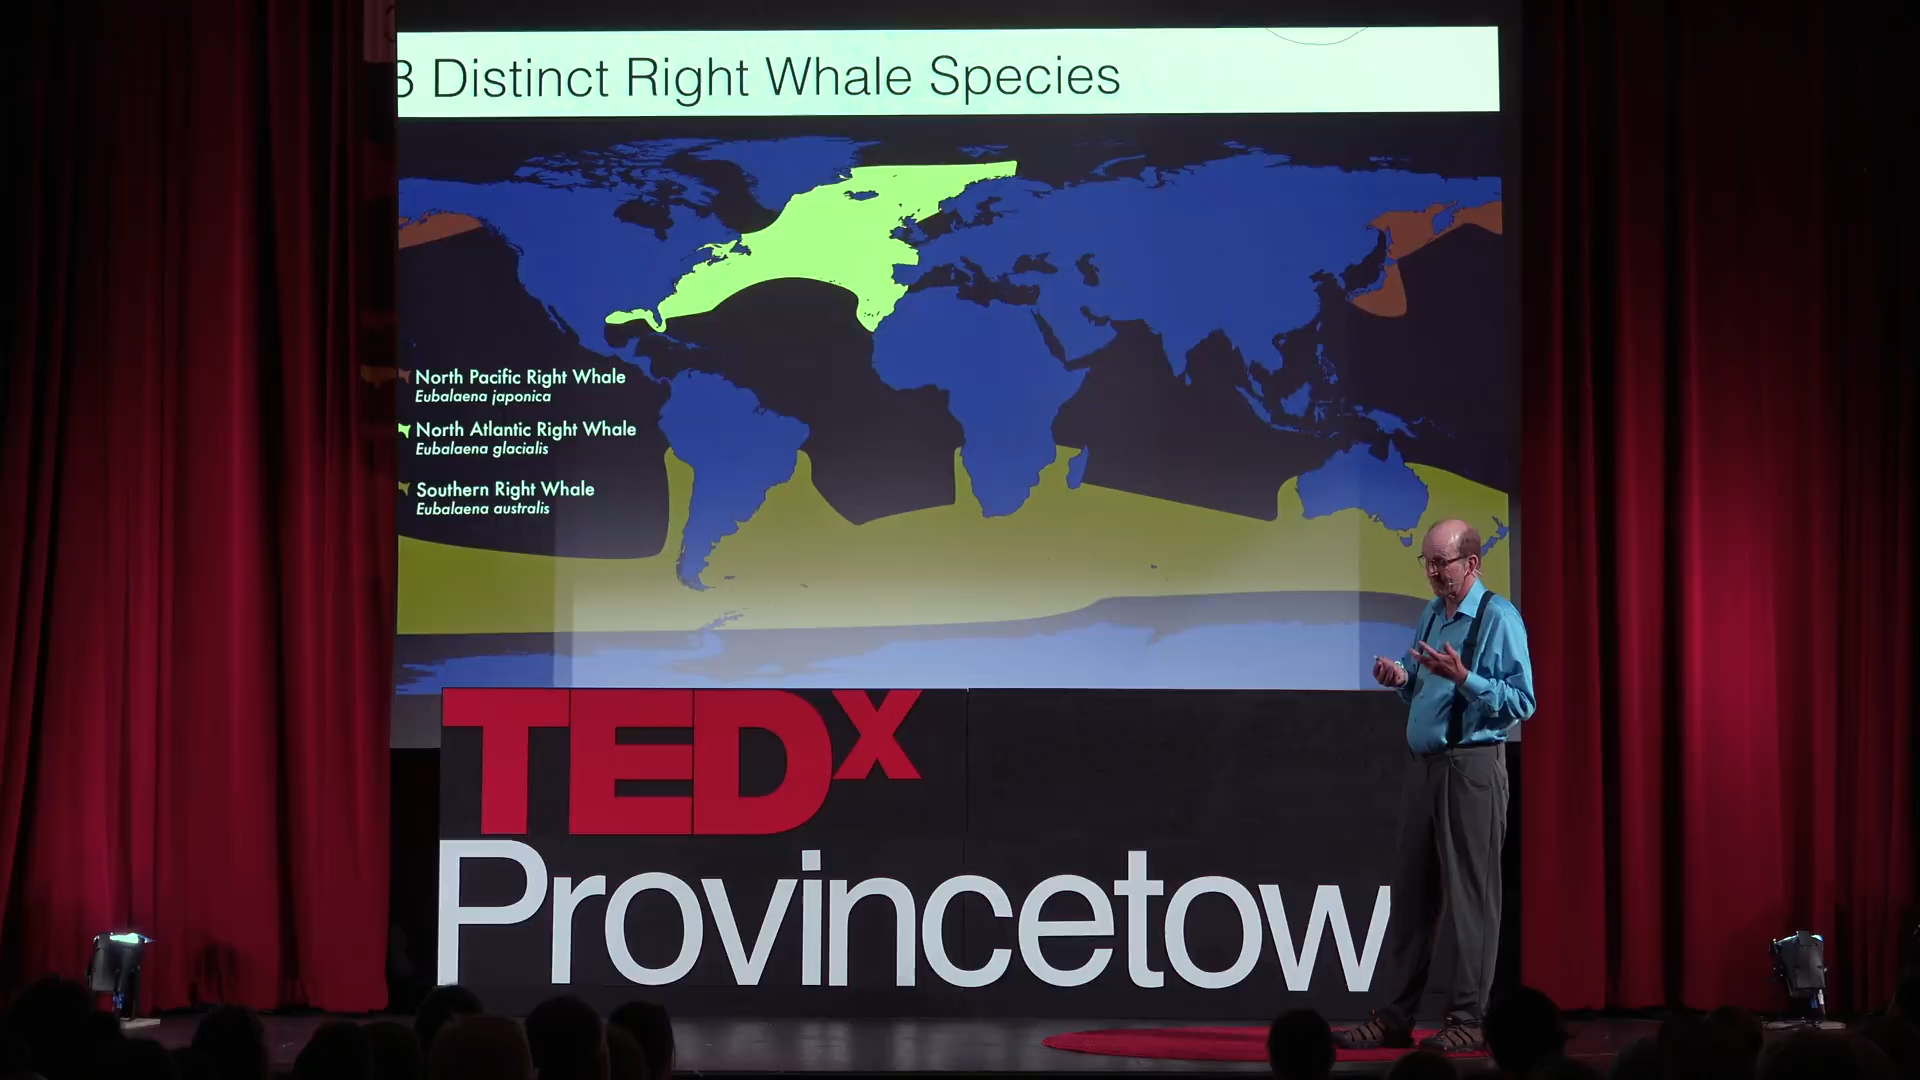 3 Distinct Right Whale Species
North Pacific Right Whale
Eubalaena japonica
North Atlantic Right Whale
Eubalaena glacialis
Southern Right Whale
Eubalaena australis
TEDx
Provincetow